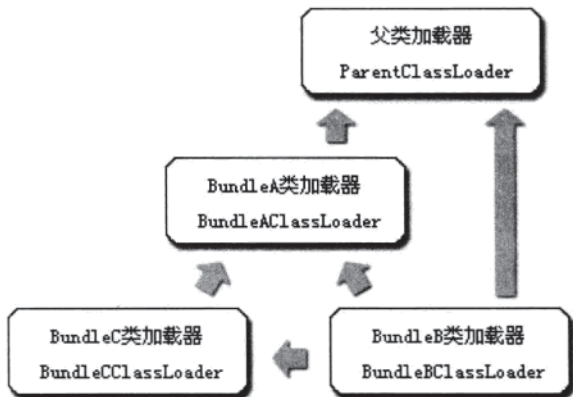 父类加载器
ParentClassLoader
BundleA类加载器
BundleAClassLoader
BundleC类加载器
BundleCClassLoader
BundleB类加载器
BundleBClassLoader